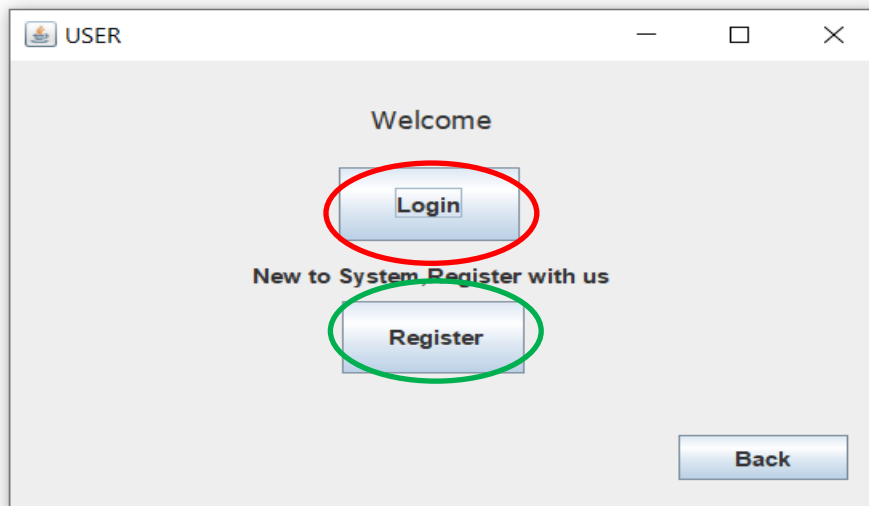 USER
Welcome
Login
New to System,Register with us
Register
Back